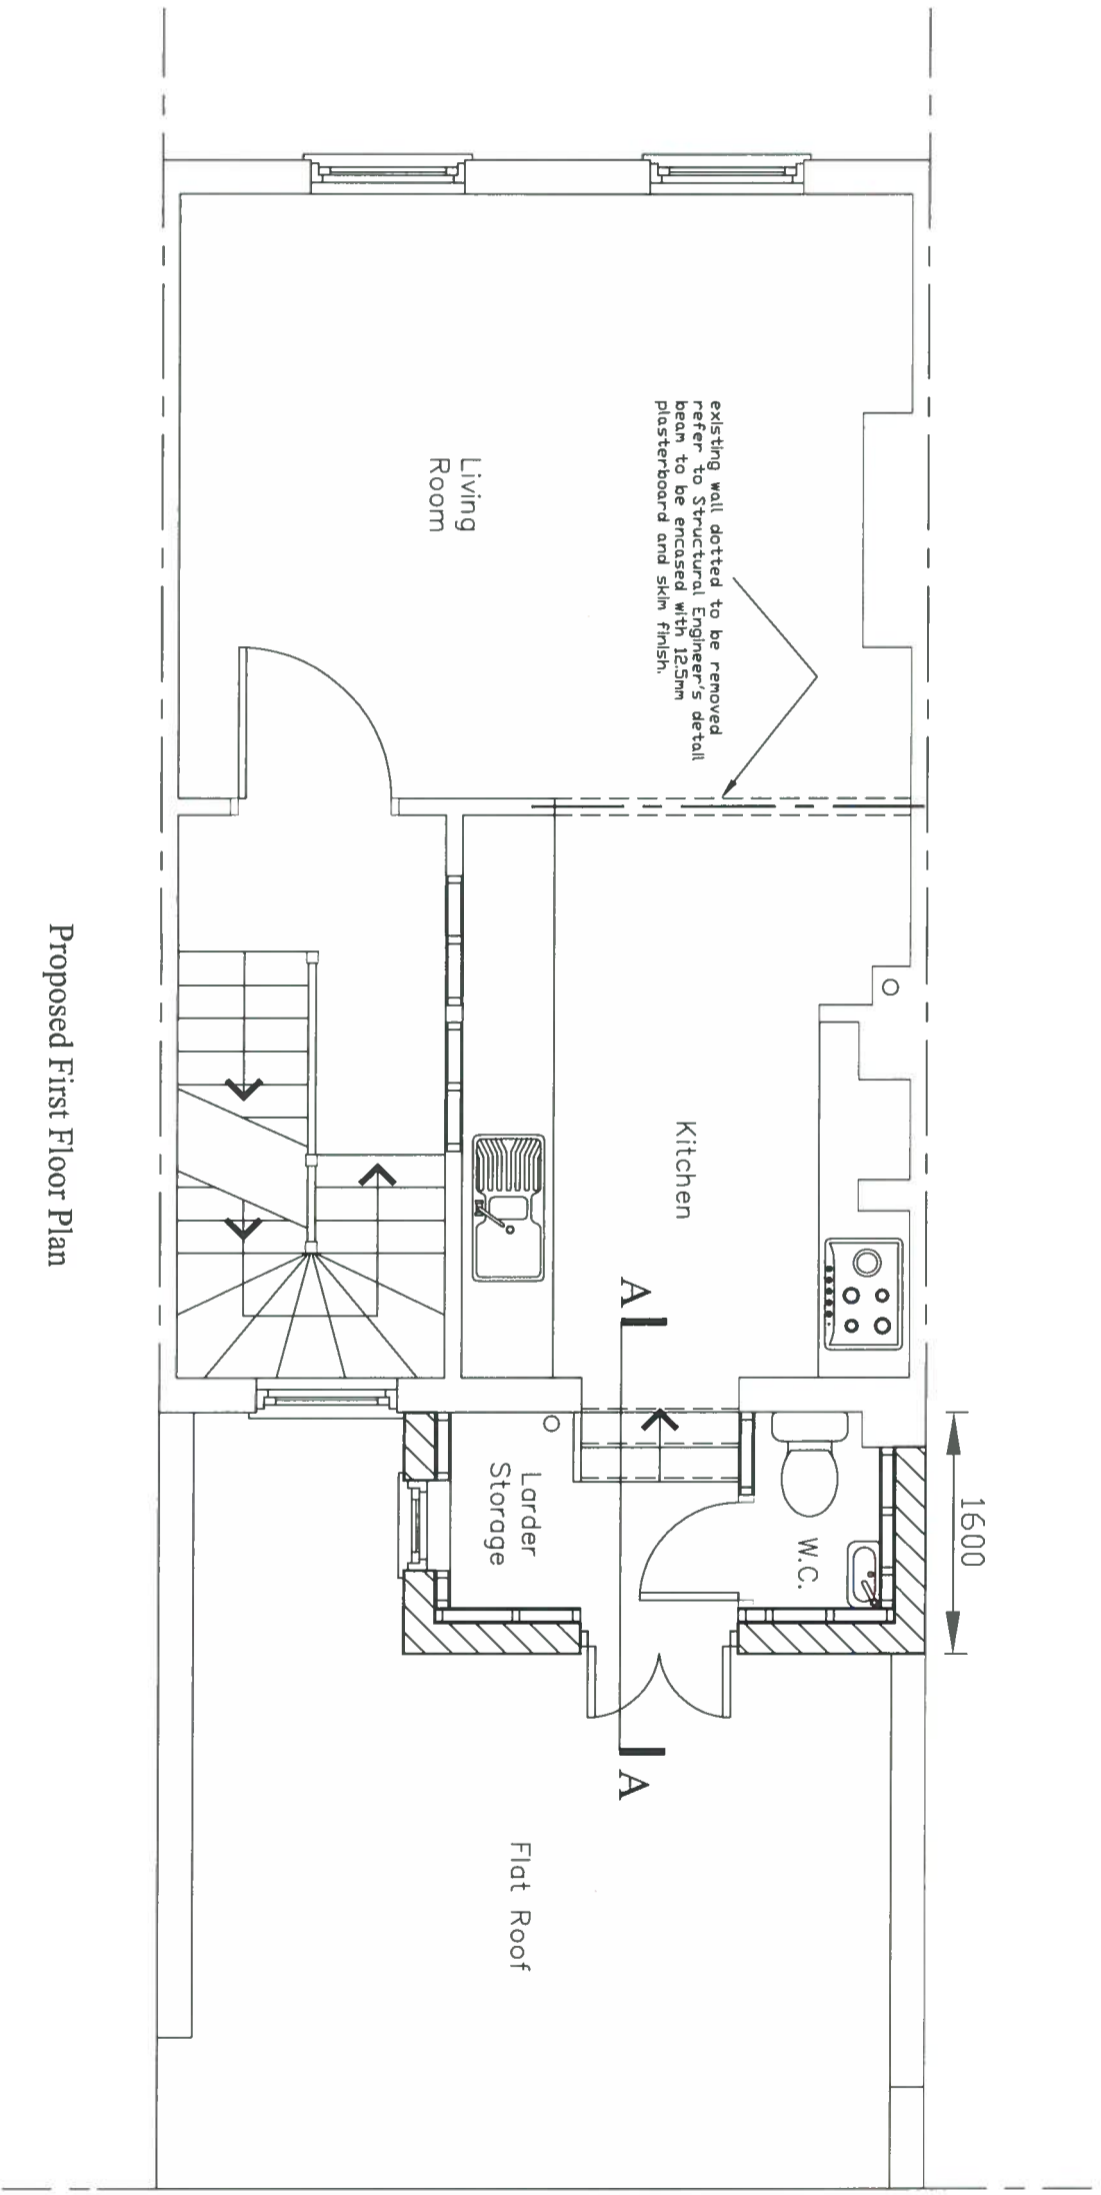 1600
existing wall dotted to be removed
refer to Structural Engineer's detail
beam to be encased with 12.5mm
plasterboard and skim finish.
Living
Room
Kitchen
W.C.
A
A
Larder
Storage
Flat Roof
Proposed First Floor Plan